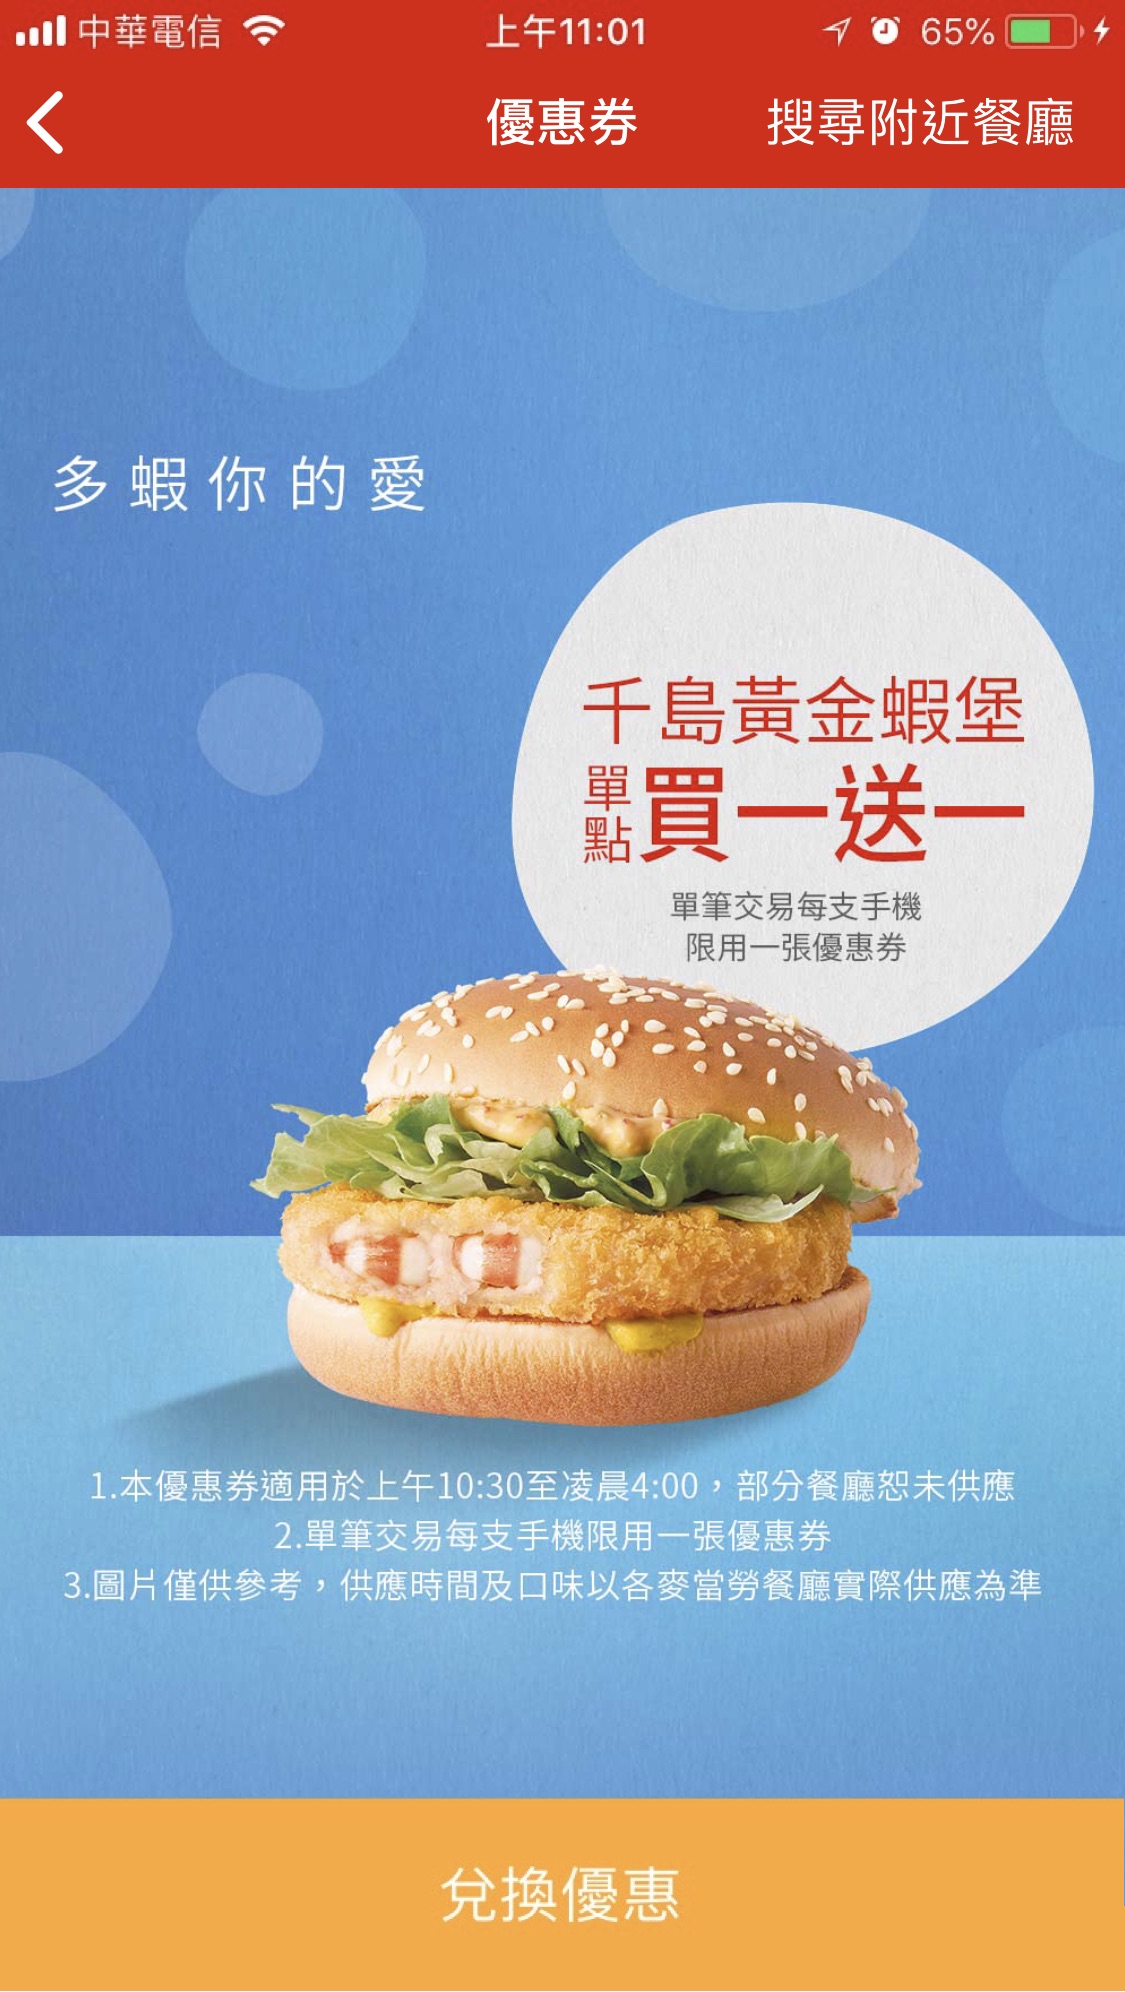 中華電信
上午11:01
65%
優惠券
搜尋附近餐廳
多蝦你的愛
千島黃金蝦堡
單點
買一送一
單筆交易每支手機
限用一張優惠券
1.本優惠券適用於上午10:30至凌晨4:00，部分餐廳恕未供應
2.單筆交易每支手機限用一張優惠券
3.圖片僅供參考，供應時間及口味以各麥當勞餐廳實際供應為準
兌換優惠